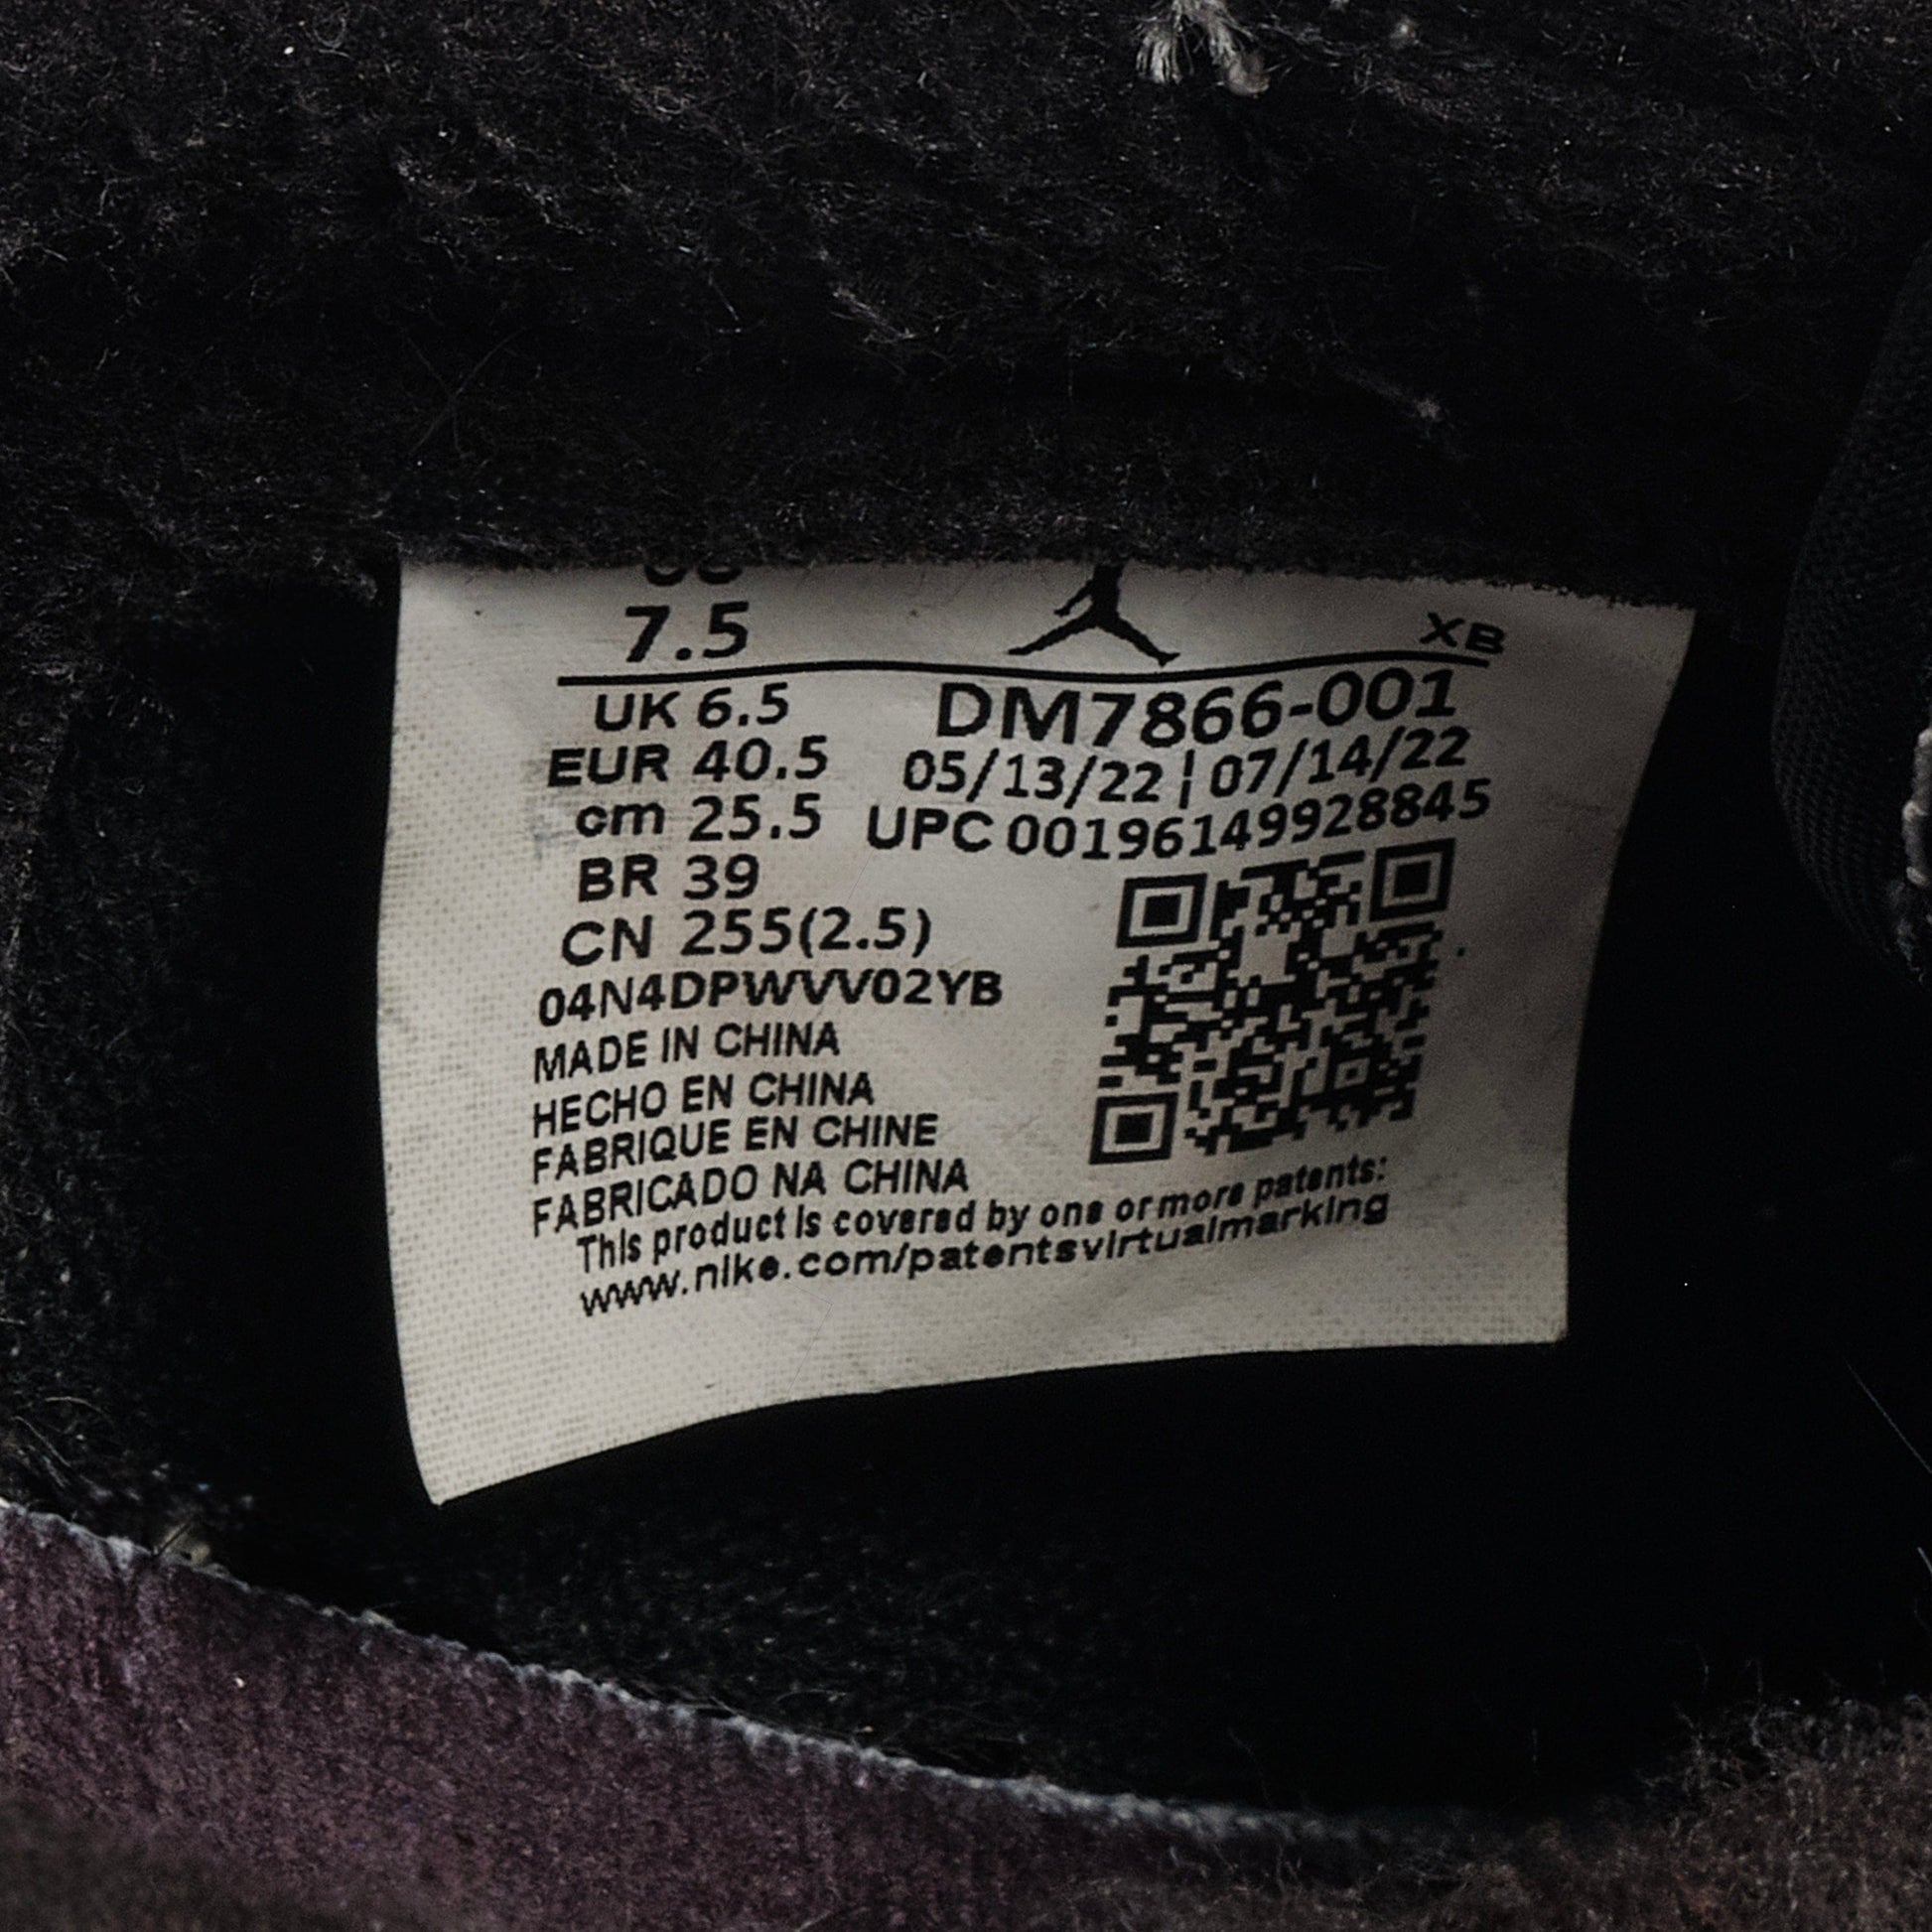 7.5
XB
UK 6.5
DM7866-001
EUR 40.5
05/13/22 | 07/14/22
cm 25.5
UPC 00196149928845
BR 39
CN 255(2.5)
04N4DPWVVV02YB
MADE IN CHINA
HECHO EN CHINA
FABRIQUE EN CHINE
FABRICADO NA CHINA
This product is covered by one or more patents:
www.nike.com/patentsvirtualmarking